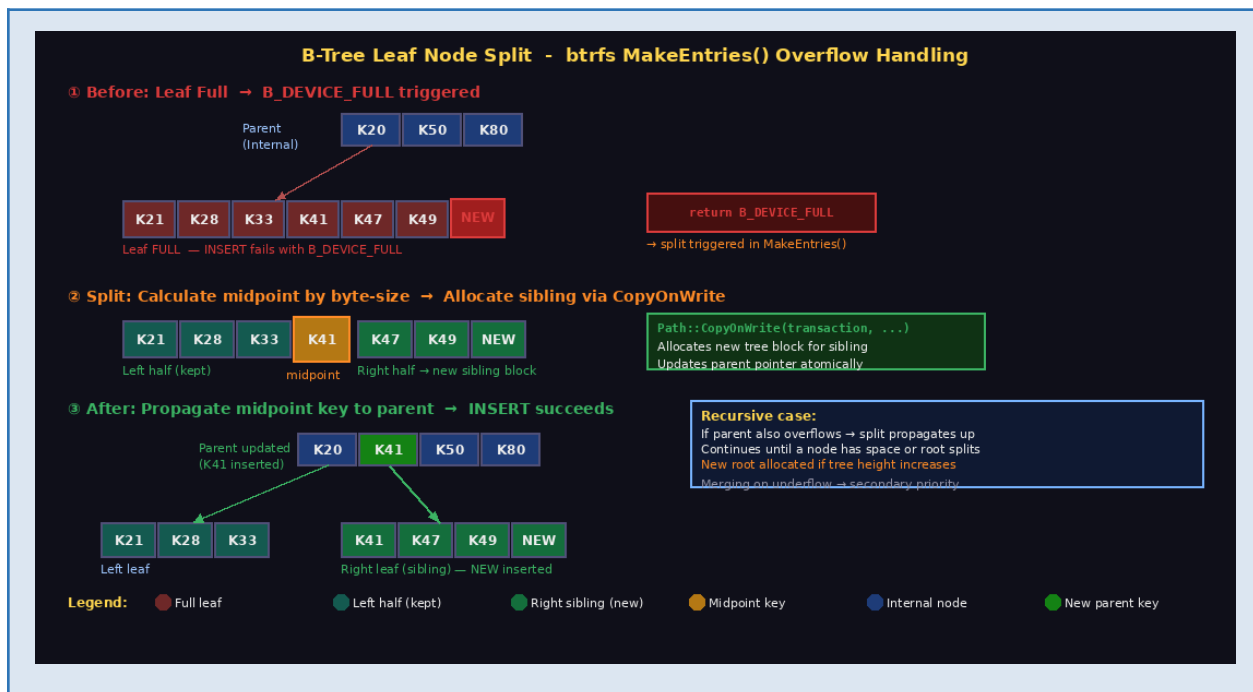 B-Tree Leaf Node Split - btrfs MakeEntries() Overflow Handling
① Before: Leaf Full → B_DEVICE_FULL triggered
Parent
(Internal)
K20 K50 K80
K21 K28 K33 K41 K47 K49 NEW
Leaf FULL — INSERT fails with B_DEVICE_FULL
return B_DEVICE_FULL
→ split triggered in MakeEntries()
② Split: Calculate midpoint by byte-size → Allocate sibling via CopyOnWrite
K21 K28 K33 K41 K47 K49 NEW
Left half (kept)
midpoint
Right half → new sibling block
Path::CopyOnWrite(transaction, ...)
Allocates new tree block for sibling
Updates parent pointer atomically
③ After: Propagate midpoint key to parent → INSERT succeeds
Parent updated
(K41 inserted)
K20 K41 K50 K80
Recursive case:
If parent also overflows → split propagates up
Continues until a node has space or root splits
New root allocated if tree height increases
Merging on underflow → secondary priority
K21 K28 K33
Left leaf
K41 K47 K49 NEW
Right leaf (sibling) — NEW inserted
Legend: Full leaf Left half (kept) Right sibling (new) Midpoint key Internal node New parent key